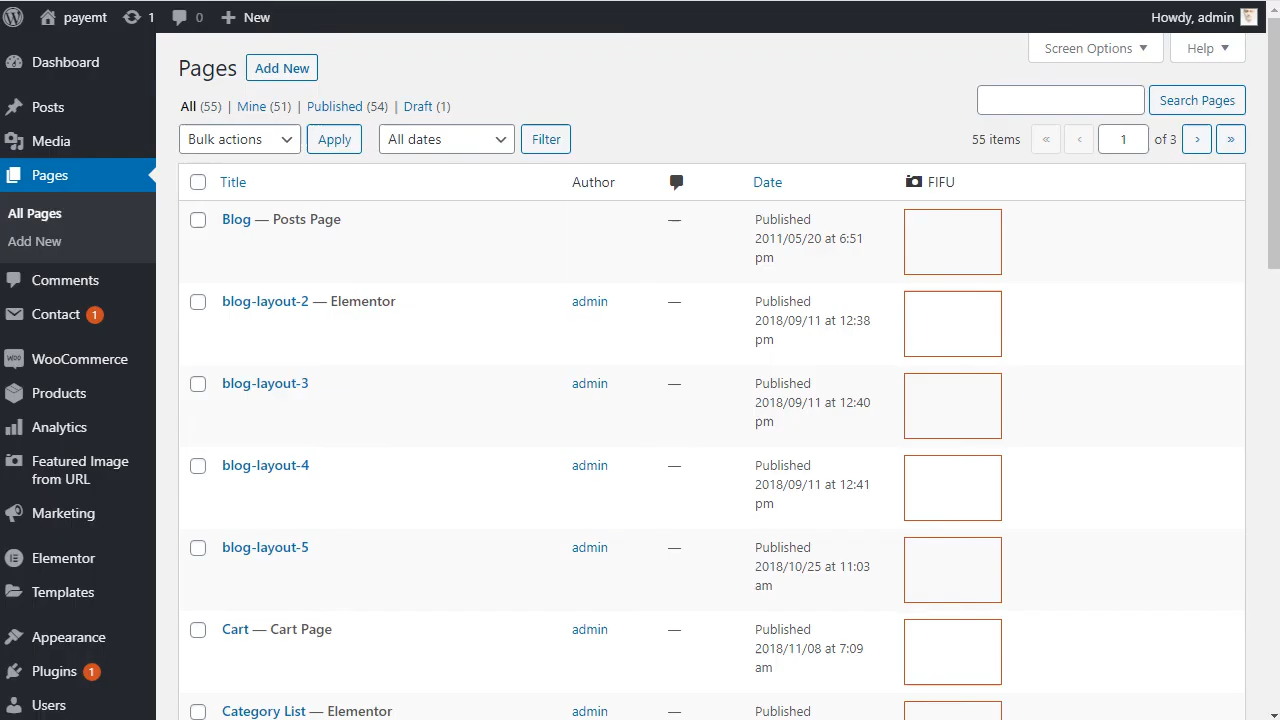 payemt 1 0 New Howdy, admin
Dashboard
Posts
Media
Pages
All Pages
Add New
Comments
Contact 1
WooCommerce
Products
Analytics
Featured Image
from URL
Marketing
Elementor
Templates
Appearance
Plugins 1
Users
Screen Options Help
Pages Add New
All (55) | Mine (51) | Published (54) | Draft (1)
Search Pages
Bulk actions Apply All dates Filter 55 items « ‹ 1 of 3 › »
Title Author Date FIFU
Blog — Posts Page — Published
2011/05/20 at 6:51
pm
blog-layout-2 — Elementor admin — Published
2018/09/11 at 12:38
pm
blog-layout-3 admin — Published
2018/09/11 at 12:40
pm
blog-layout-4 admin — Published
2018/09/11 at 12:41
pm
blog-layout-5 admin — Published
2018/10/25 at 11:03
am
Cart — Cart Page admin — Published
2018/11/08 at 7:09
am
Category List — Elementor admin — Published